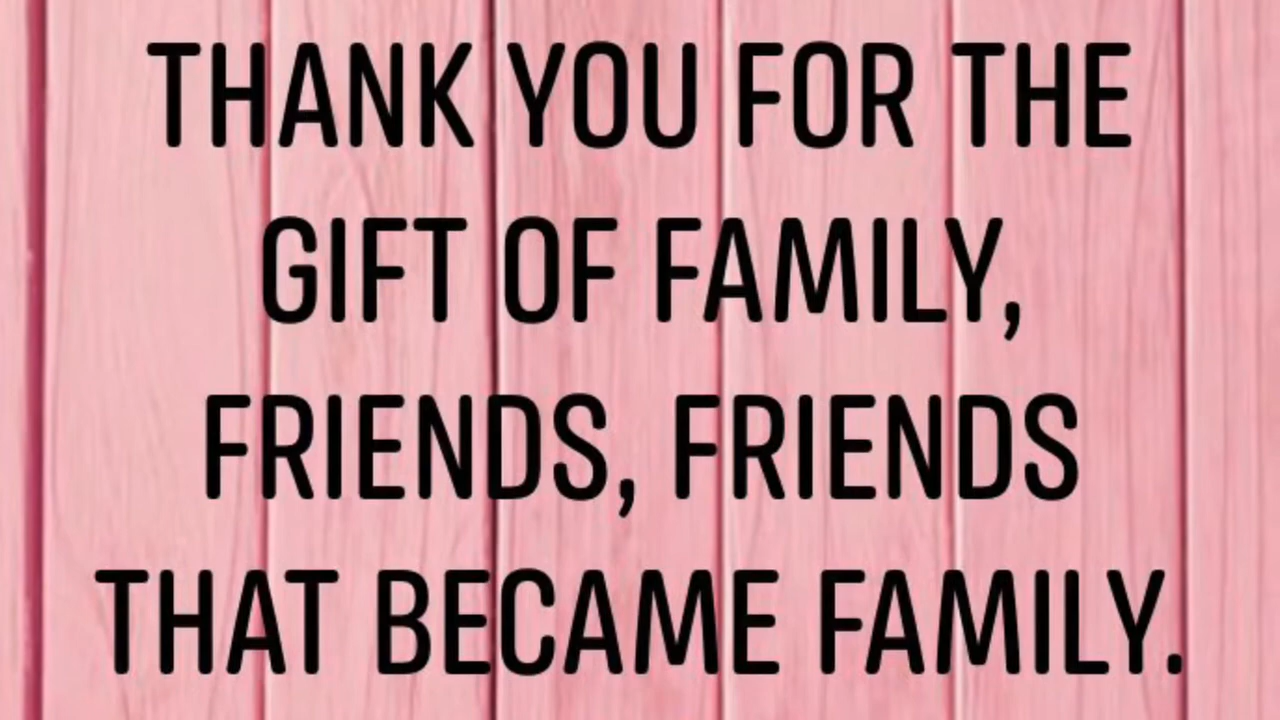 THANK YOU FOR THE
GIFT OF FAMILY,
FRIENDS, FRIENDS
THAT BECAME FAMILY.